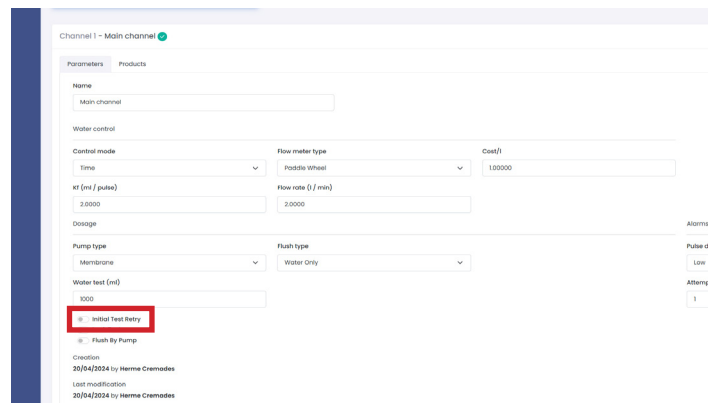 Channel 1 - Main channel
Parameters Products
Name
Main channel
Water control
Control mode Flow meter type Cost/l
Time Paddle Wheel 1.00000
Kf (ml / pulse) Flow rate (l / min)
2.0000 2.0000
Dosage Alarms
Pump type Flush type Pulse d
Membrane Water Only Low
Water test (ml) Attemp
1000 1
Initial Test Retry
Flush By Pump
Creation
20/04/2024 by Herme Cremades
Last modification
20/04/2024 by Herme Cremades